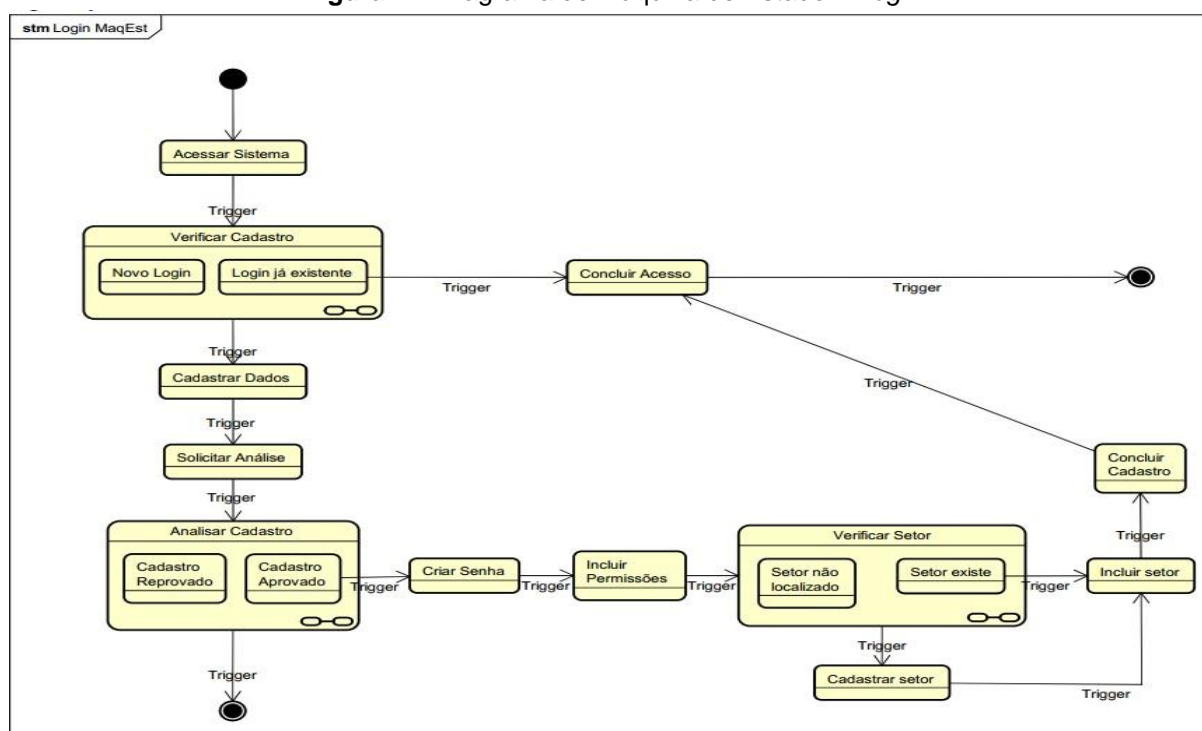 stm Login MaqEst
Acessar Sistema
Trigger
Verificar Cadastro
Novo Login
Login já existente
Trigger
Concluir Acesso
Trigger
Trigger
Cadastrar Dados
Trigger
Trigger
Solicitar Análise
Concluir
Cadastro
Trigger
Analisar Cadastro
Cadastro
Reprovado
Cadastro
Aprovado
Trigger
Criar Senha
Trigger
Incluir
Permissões
Trigger
Verificar Setor
Setor não
localizado
Setor existe
Trigger
Incluir setor
Trigger
Trigger
Trigger
Cadastrar setor
Trigger